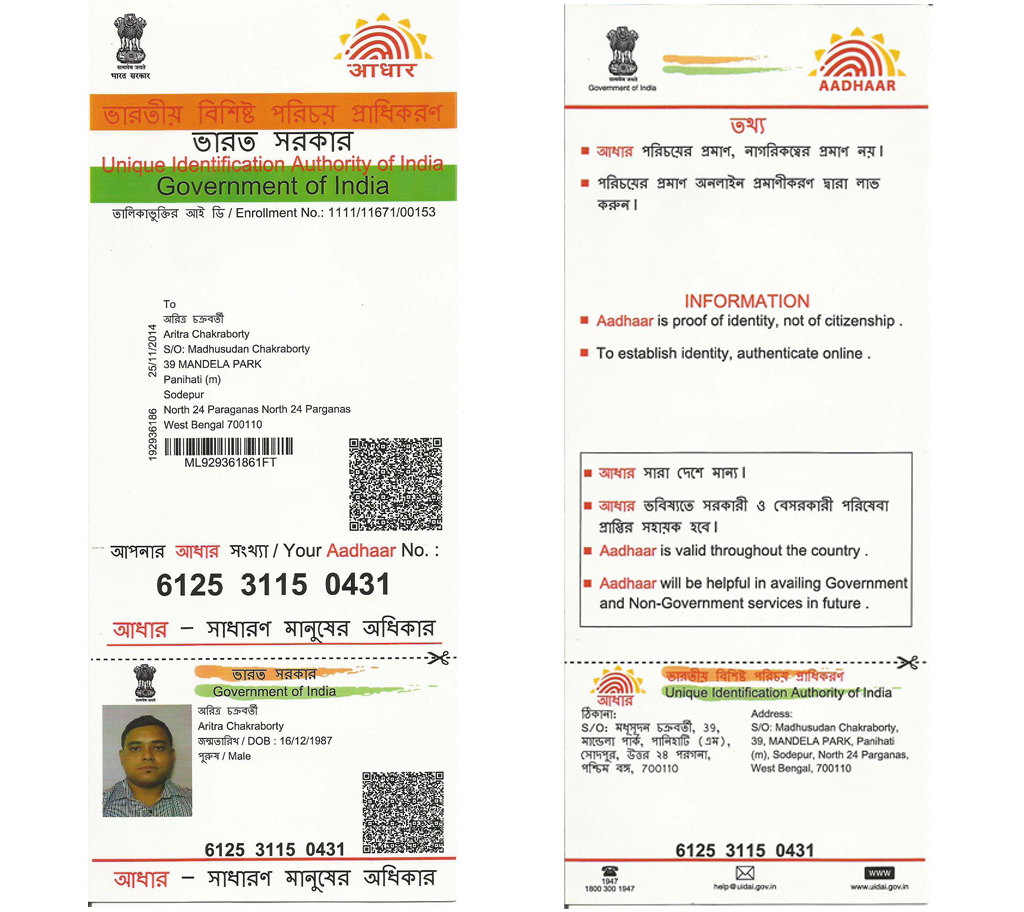 सत्यमेव जयते
भारत सरकार
आधार
ভারতীয় বিশিষ্ট পরিচয় প্রাধিকরণ
ভারত সরকার
Unique Identification Authority of India
Government of India
তালিকাভুক্তির আই ডি / Enrollment No.: 1111/11671/00153
To
অরিত্র চক্রবর্তী
Aritra Chakraborty
S/O: Madhusudan Chakraborty
39 MANDELA PARK
Panihati (m)
Sodepur
North 24 Paraganas North 24 Parganas
West Bengal 700110
25/11/2014
192936186
ML929361861FT
আপনার আধার সংখ্যা / Your Aadhaar No. :
6125 3115 0431
আধার – সাধারণ মানুষের অধিকার
ভারত সরকার
Government of India
অরিত্র চক্রবর্তী
Aritra Chakraborty
জন্মতারিখ / DOB : 16/12/1987
পুরুষ / Male
6125 3115 0431
আধার – সাধারণ মানুষের অধিকার
सत्यमेव जयते
Government of India
AADHAAR
তথ্য
আধার পরিচয়ের প্রমাণ, নাগরিকত্বের প্রমাণ নয়।
পরিচয়ের প্রমাণ অনলাইন প্রমাণীকরণ দ্বারা লাভ
করুন।
INFORMATION
Aadhaar is proof of identity, not of citizenship .
To establish identity, authenticate online .
আধার সারা দেশে মান্য।
আধার ভবিষ্যতে সরকারী ও বেসরকারী পরিষেবা
প্রাপ্তির সহায়ক হবে।
Aadhaar is valid throughout the country .
Aadhaar will be helpful in availing Government
and Non-Government services in future .
आधार
ভারতীয় বিশিষ্ট পরিচয় প্রাধিকরণ
Unique Identification Authority of India
ঠিকানা:
S/O: মধুসূদন চক্রবর্তী, 39,
মান্ডেলা পার্ক, পানিহাটি (এম),
সোদপুর, উত্তর ২৪ পরগনা,
পশ্চিম বঙ্গ, 700110
Address:
S/O: Madhusudan Chakraborty,
39, MANDELA PARK, Panihati
(m), Sodepur, North 24 Parganas,
West Bengal, 700110
6125 3115 0431
1947
1800 300 1947
help@uidai.gov.in
www
www.uidai.gov.in